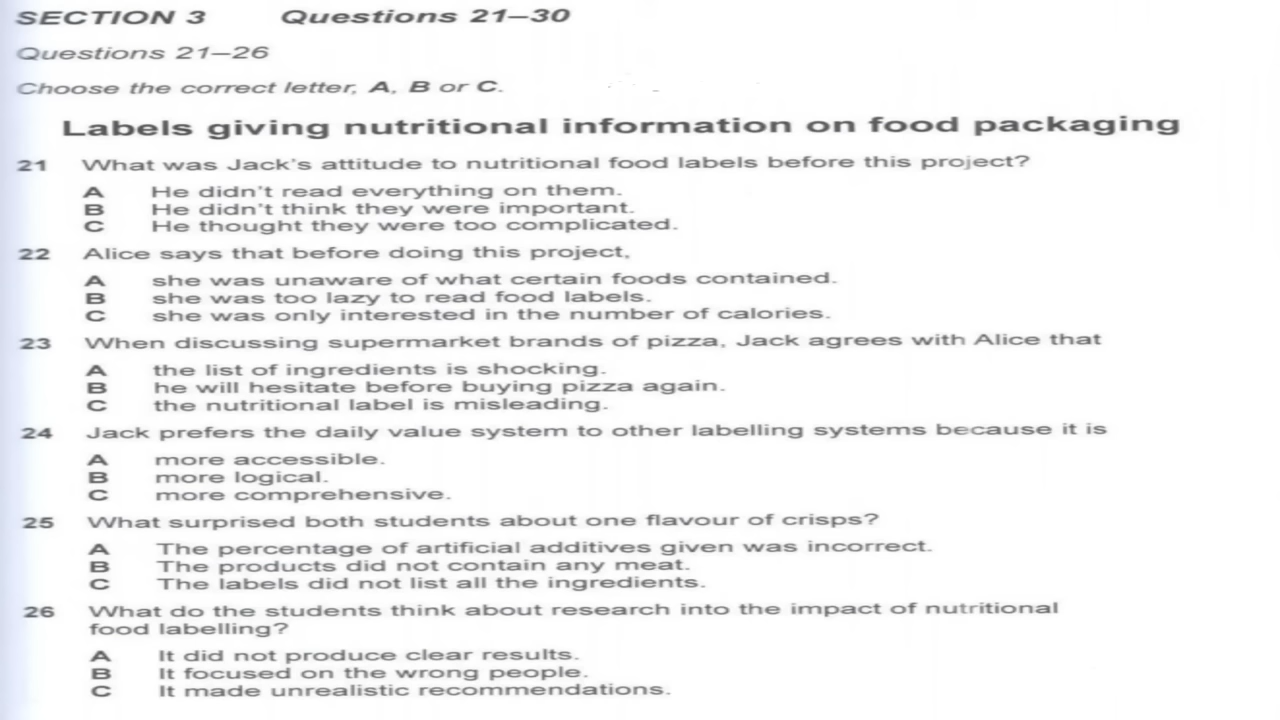 SECTION 3 Questions 21–30
Questions 21–26
Choose the correct letter, A, B or C.
Labels giving nutritional information on food packaging
21 What was Jack's attitude to nutritional food labels before this project?
A He didn't read everything on them.
B He didn't think they were important.
C He thought they were too complicated.
22 Alice says that before doing this project,
A she was unaware of what certain foods contained.
B she was too lazy to read food labels.
C she was only interested in the number of calories.
23 When discussing supermarket brands of pizza, Jack agrees with Alice that
A the list of ingredients is shocking.
B he will hesitate before buying pizza again.
C the nutritional label is misleading.
24 Jack prefers the daily value system to other labelling systems because it is
A more accessible.
B more logical.
C more comprehensive.
25 What surprised both students about one flavour of crisps?
A The percentage of artificial additives given was incorrect.
B The products did not contain any meat.
C The labels did not list all the ingredients.
26 What do the students think about research into the impact of nutritional
food labelling?
A It did not produce clear results.
B It focused on the wrong people.
C It made unrealistic recommendations.